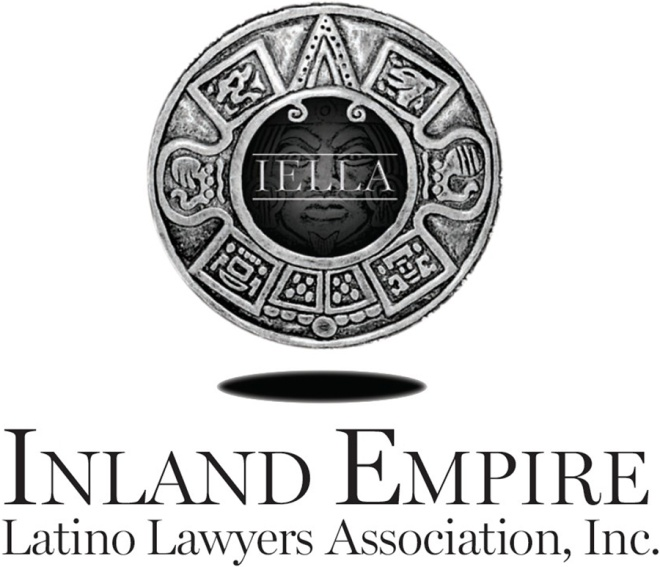 IELLA
INLAND EMPIRE
Latino Lawyers Association, Inc.